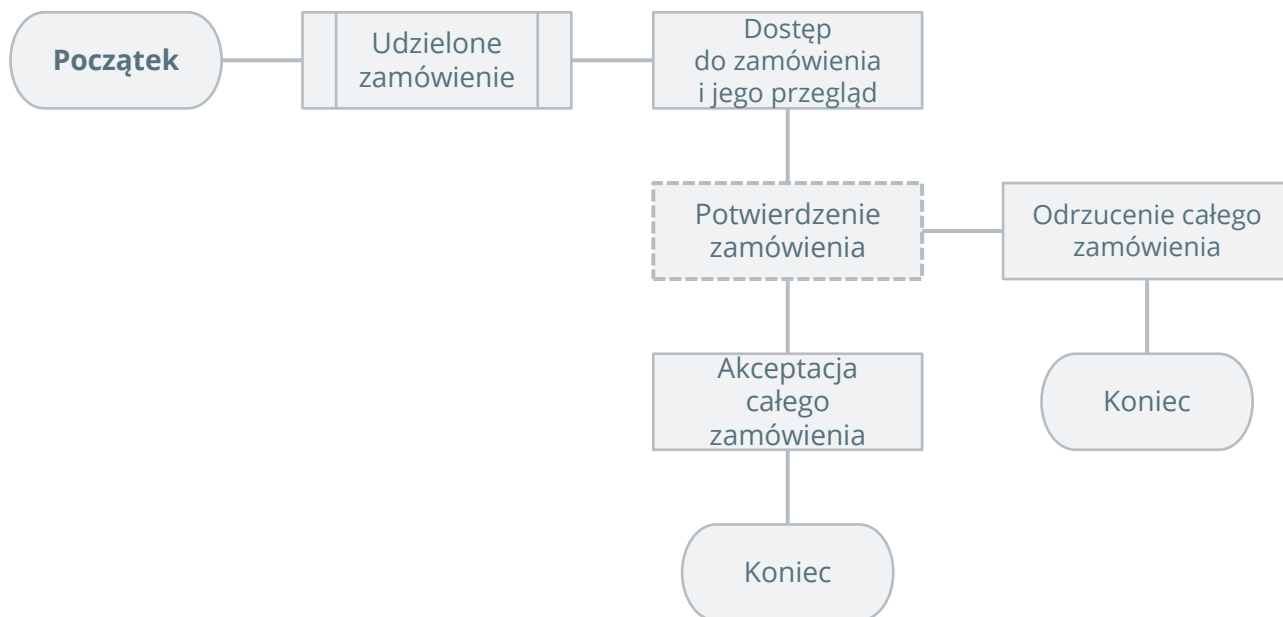 Początek
Udzielone
zamówienie
Dostęp
do zamówienia
i jego przegląd
Potwierdzenie
zamówienia
Odrzucenie całego
zamówienia
Akceptacja
całego
zamówienia
Koniec
Koniec